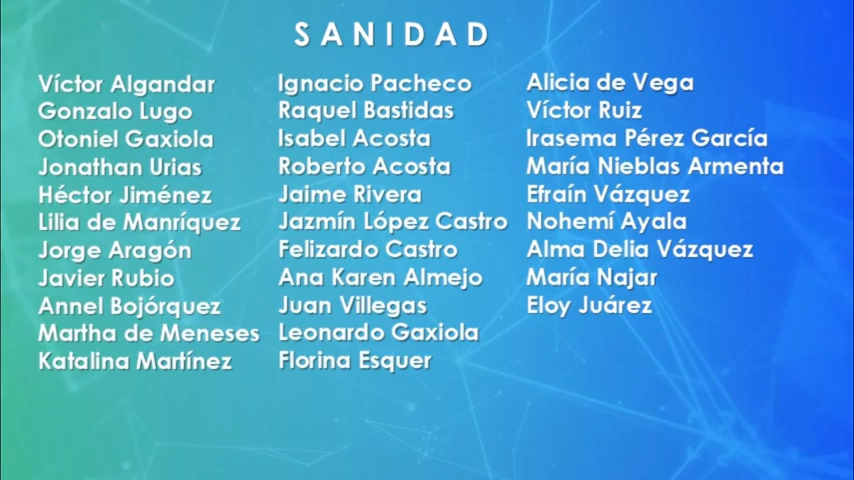 SANIDAD
Víctor Algandar
Gonzalo Lugo
Otoniel Gaxiola
Jonathan Urias
Héctor Jiménez
Lilia de Manríquez
Jorge Aragón
Javier Rubio
Annel Bojórquez
Martha de Meneses
Katalina Martínez
Ignacio Pacheco
Raquel Bastidas
Isabel Acosta
Roberto Acosta
Jaime Rivera
Jazmín López Castro
Felizardo Castro
Ana Karen Almejo
Juan Villegas
Leonardo Gaxiola
Florina Esquer
Alicia de Vega
Víctor Ruiz
Irasema Pérez García
María Nieblas Armenta
Efraín Vázquez
Nohemí Ayala
Alma Delia Vázquez
María Najar
Eloy Juárez